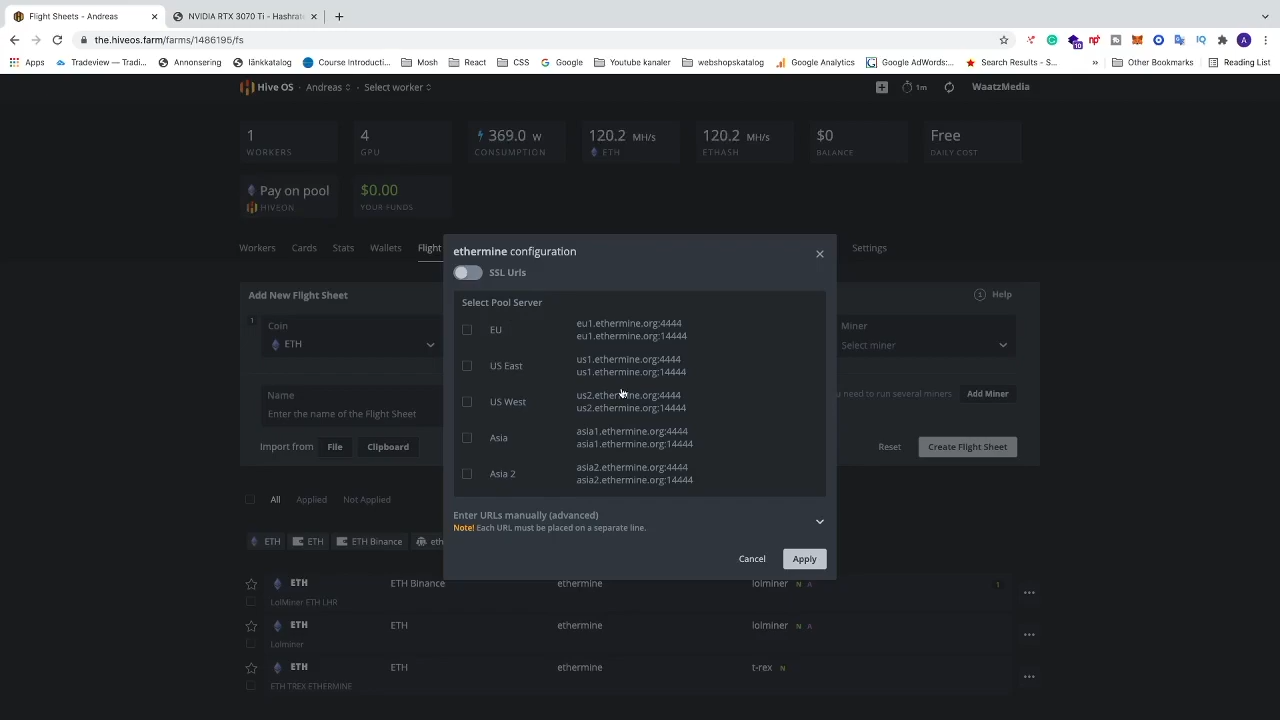 Flight Sheets - Andreas
NVIDIA RTX 3070 Ti - Hashrate
the.hiveos.farm/farms/1486195/fs
Apps
Tradeview -- Tradi...
Annonsering
länkkatalog
Course Introducti...
Mosh
React
CSS
Google
Youtube kanaler
webshopskatalog
Google Analytics
Google AdWords:...
Search Results - S...
Other Bookmarks
Reading List
Hive OS
Andreas
Select worker
1m
WaatzMedia
1
WORKERS
4
GPU
369.0 W
CONSUMPTION
120.2 MH/s
ETH
120.2 MH/s
ETHASH
$0
BALANCE
Free
DAILY COST
Pay on pool
HIVEON
$0.00
YOUR FUNDS
Workers
Cards
Stats
Wallets
Flight
Settings
Add New Flight Sheet
Help
1
Coin
ETH
Miner
Select miner
Name
Enter the name of the Flight Sheet
need to run several miners
Add Miner
Import from
File
Clipboard
Reset
Create Flight Sheet
ethermine configuration
SSL Urls
Select Pool Server
EU
eu1.ethermine.org:4444
eu1.ethermine.org:14444
US East
us1.ethermine.org:4444
us1.ethermine.org:14444
US West
us2.ethermine.org:4444
us2.ethermine.org:14444
Asia
asia1.ethermine.org:4444
asia1.ethermine.org:14444
Asia 2
asia2.ethermine.org:4444
asia2.ethermine.org:14444
Enter URLs manually (advanced)
Note! Each URL must be placed on a separate line.
Cancel
Apply
All
Applied
Not Applied
ETH
ETH
ETH Binance
eth
ETH
ETH Binance
ethermine
lolminer N A
1
LolMiner ETH LHR
ETH
ETH
ethermine
lolminer N A
Lolminer
ETH
ETH
ethermine
t-rex N
ETH TREX ETHERMINE